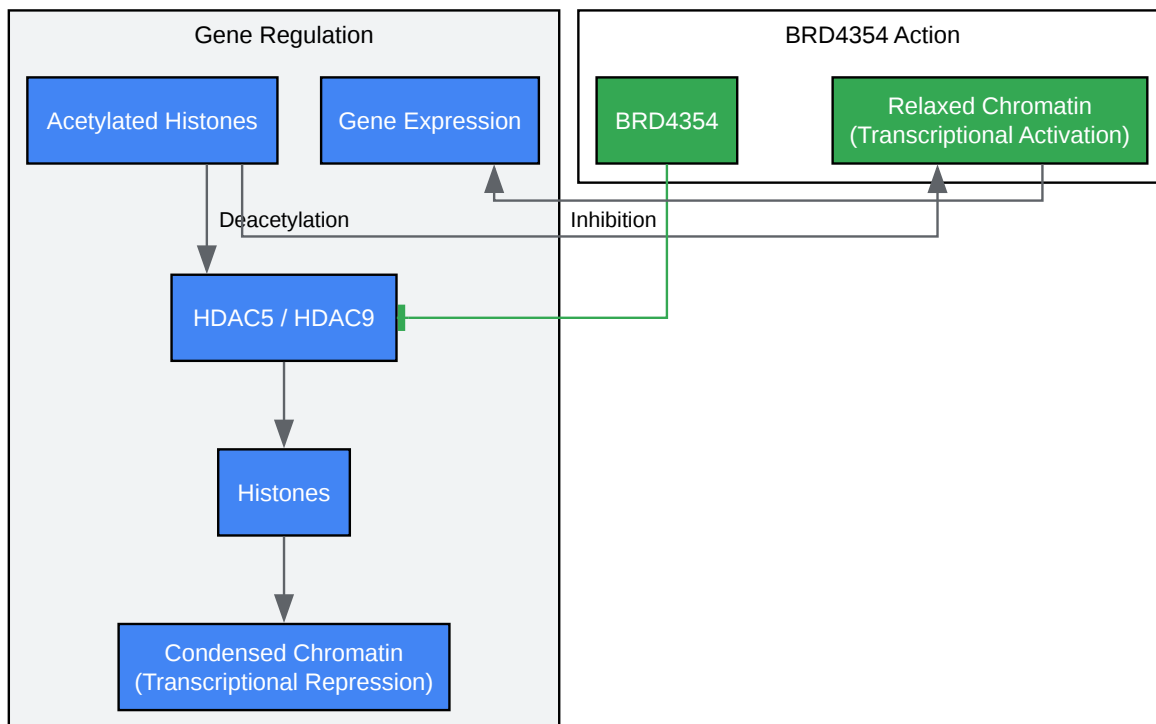 Gene Regulation
BRD4354 Action
Acetylated Histones
Gene Expression
BRD4354
Relaxed Chromatin
(Transcriptional Activation)
Deacetylation
Inhibition
HDAC5 / HDAC9
Histones
Condensed Chromatin
(Transcriptional Repression)